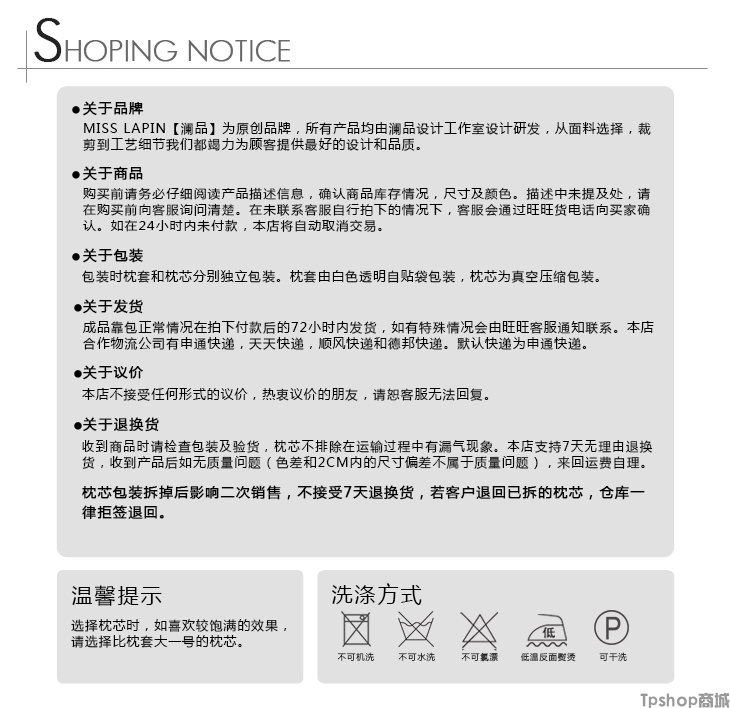 SHOPING NOTICE
●关于品牌
MISS LAPIN【澜品】为原创品牌，所有产品均由澜品设计工作室设计研发，从面料选择，裁
剪到工艺细节我们都竭力为顾客提供最好的设计和品质。
●关于商品
购买前请务必仔细阅读产品描述信息，确认商品库存情况，尺寸及颜色。描述中未提及处，请
在购买前向客服询问清楚。在未联系客服自行拍下的情况下，客服会通过旺旺货电话向买家确
认。如在24小时内未付款，本店将自动取消交易。
●关于包装
包装时枕套和枕芯分别独立包装。枕套由白色透明自贴袋包装，枕芯为真空压缩包装。
●关于发货
成品靠包正常情况在拍下付款后的72小时内发货，如有特殊情况会由旺旺客服通知联系。本店
合作物流公司有申通快递，天天快递，顺风快递和德邦快递。默认快递为申通快递。
●关于议价
本店不接受任何形式的议价，热衷议价的朋友，请恕客服无法回复。
●关于退换货
收到商品时请检查包装及验货，枕芯不排除在运输过程中有漏气现象。本店支持7天无理由退换
货，收到产品后如无质量问题（色差和2CM内的尺寸偏差不属于质量问题），来回运费自理。
枕芯包装拆掉后影响二次销售，不接受7天退换货，若客户退回已拆的枕芯，仓库一
律拒签退回。
温馨提示
选择枕芯时，如喜欢较饱满的效果，
请选择比枕套大一号的枕芯。
洗涤方式
低 P
不可机洗 不可水洗 不可氯漂 低温反面熨烫 可干洗
Tpshop商城